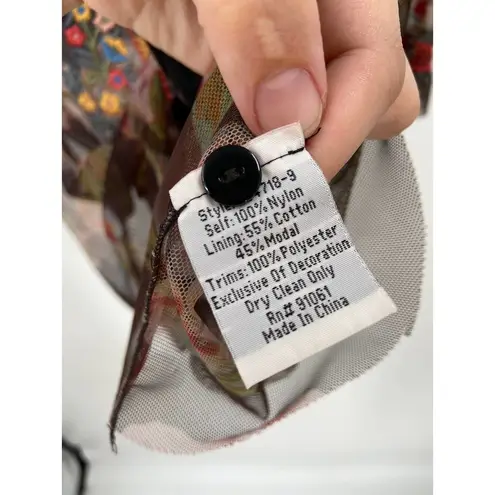 Style 718-9
Self:100% Nylon
Lining:55% Cotton
45% Modal
Trims:100% Polyester
Exclusive Of Decoration
Dry Clean Only
Rn# 91061
Made In China